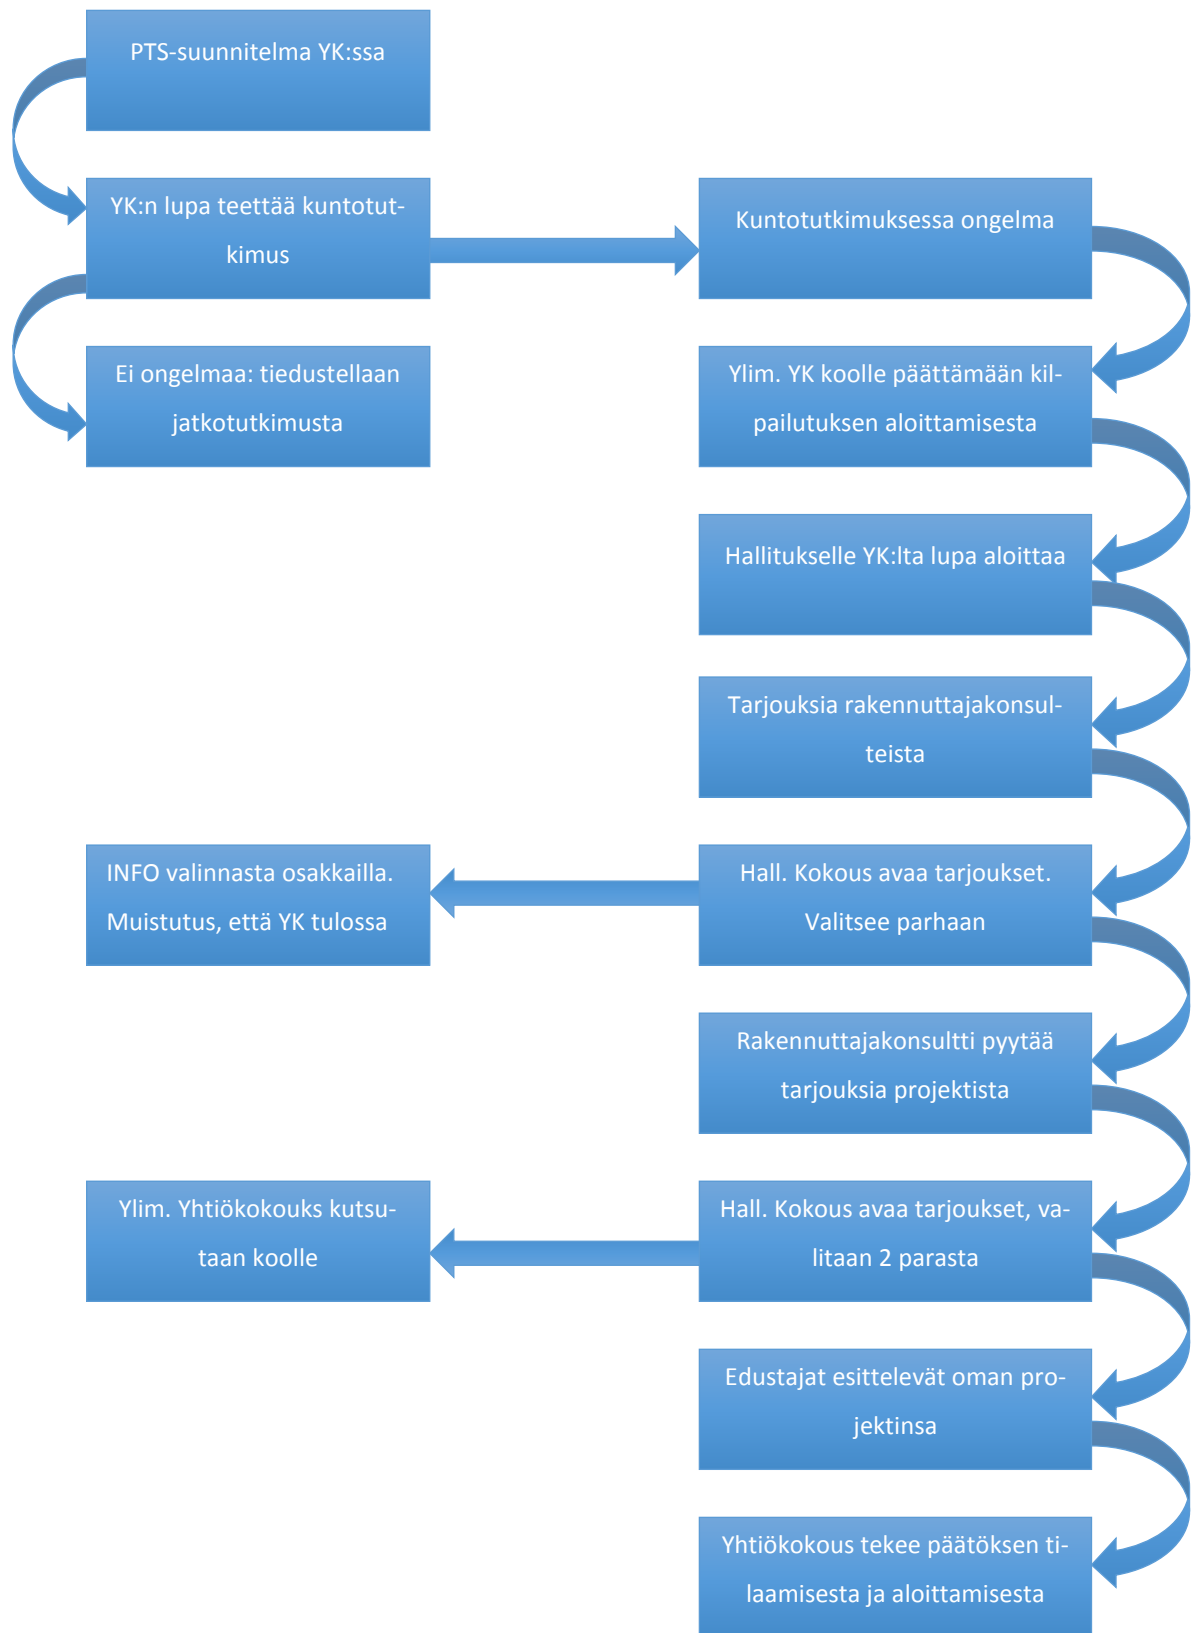 PTS-suunnitelma YK:ssa
YK:n lupa teettää kuntotut-
kimus
Kuntotutkimuksessa ongelma
Ei ongelmaa: tiedustellaan
jatkotutkimusta
Ylim. YK koolle päättämään kil-
pailutuksen aloittamisesta
Hallitukselle YK:lta lupa aloittaa
Tarjouksia rakennuttajakonsul-
teista
INFO valinnasta osakkailla.
Muistutus, että YK tulossa
Hall. Kokous avaa tarjoukset.
Valitsee parhaan
Rakennuttajakonsultti pyytää
tarjouksia projektista
Ylim. Yhtiökokouks kutsu-
taan koolle
Hall. Kokous avaa tarjoukset, va-
litaan 2 parasta
Edustajat esittelevät oman pro-
jektinsa
Yhtiökokous tekee päätöksen ti-
laamisesta ja aloittamisesta